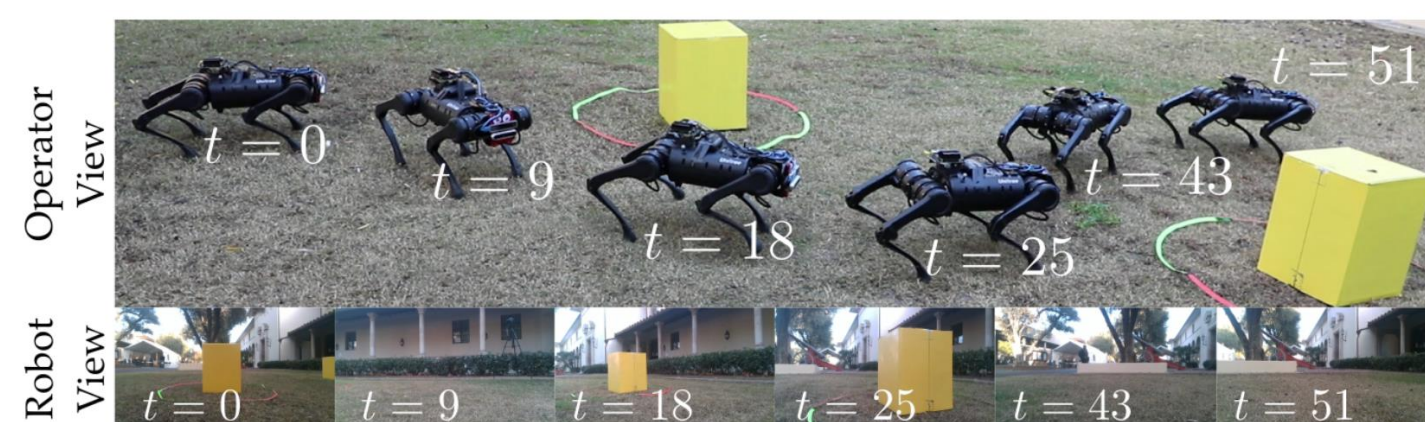 Operator
View
t = 0
t = 9
t = 18
t = 25
t = 43
t = 51
Robot
View
t = 0
t = 9
t = 18
t = 25
t = 43
t = 51